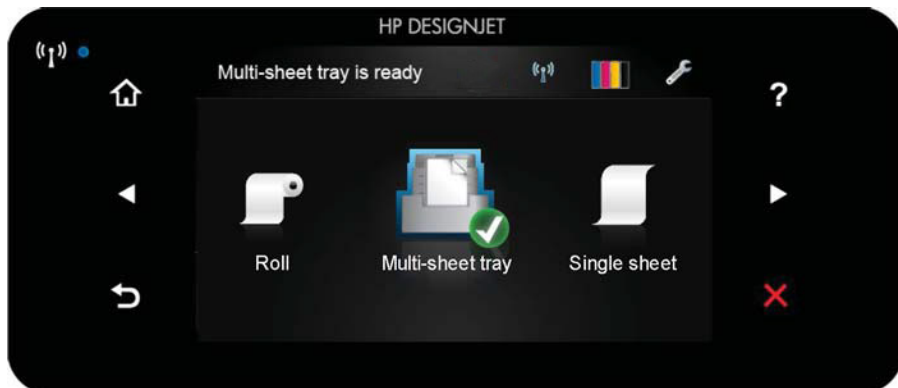 HP DESIGNJET
Multi-sheet tray is ready
?
Roll
Multi-sheet tray
Single sheet